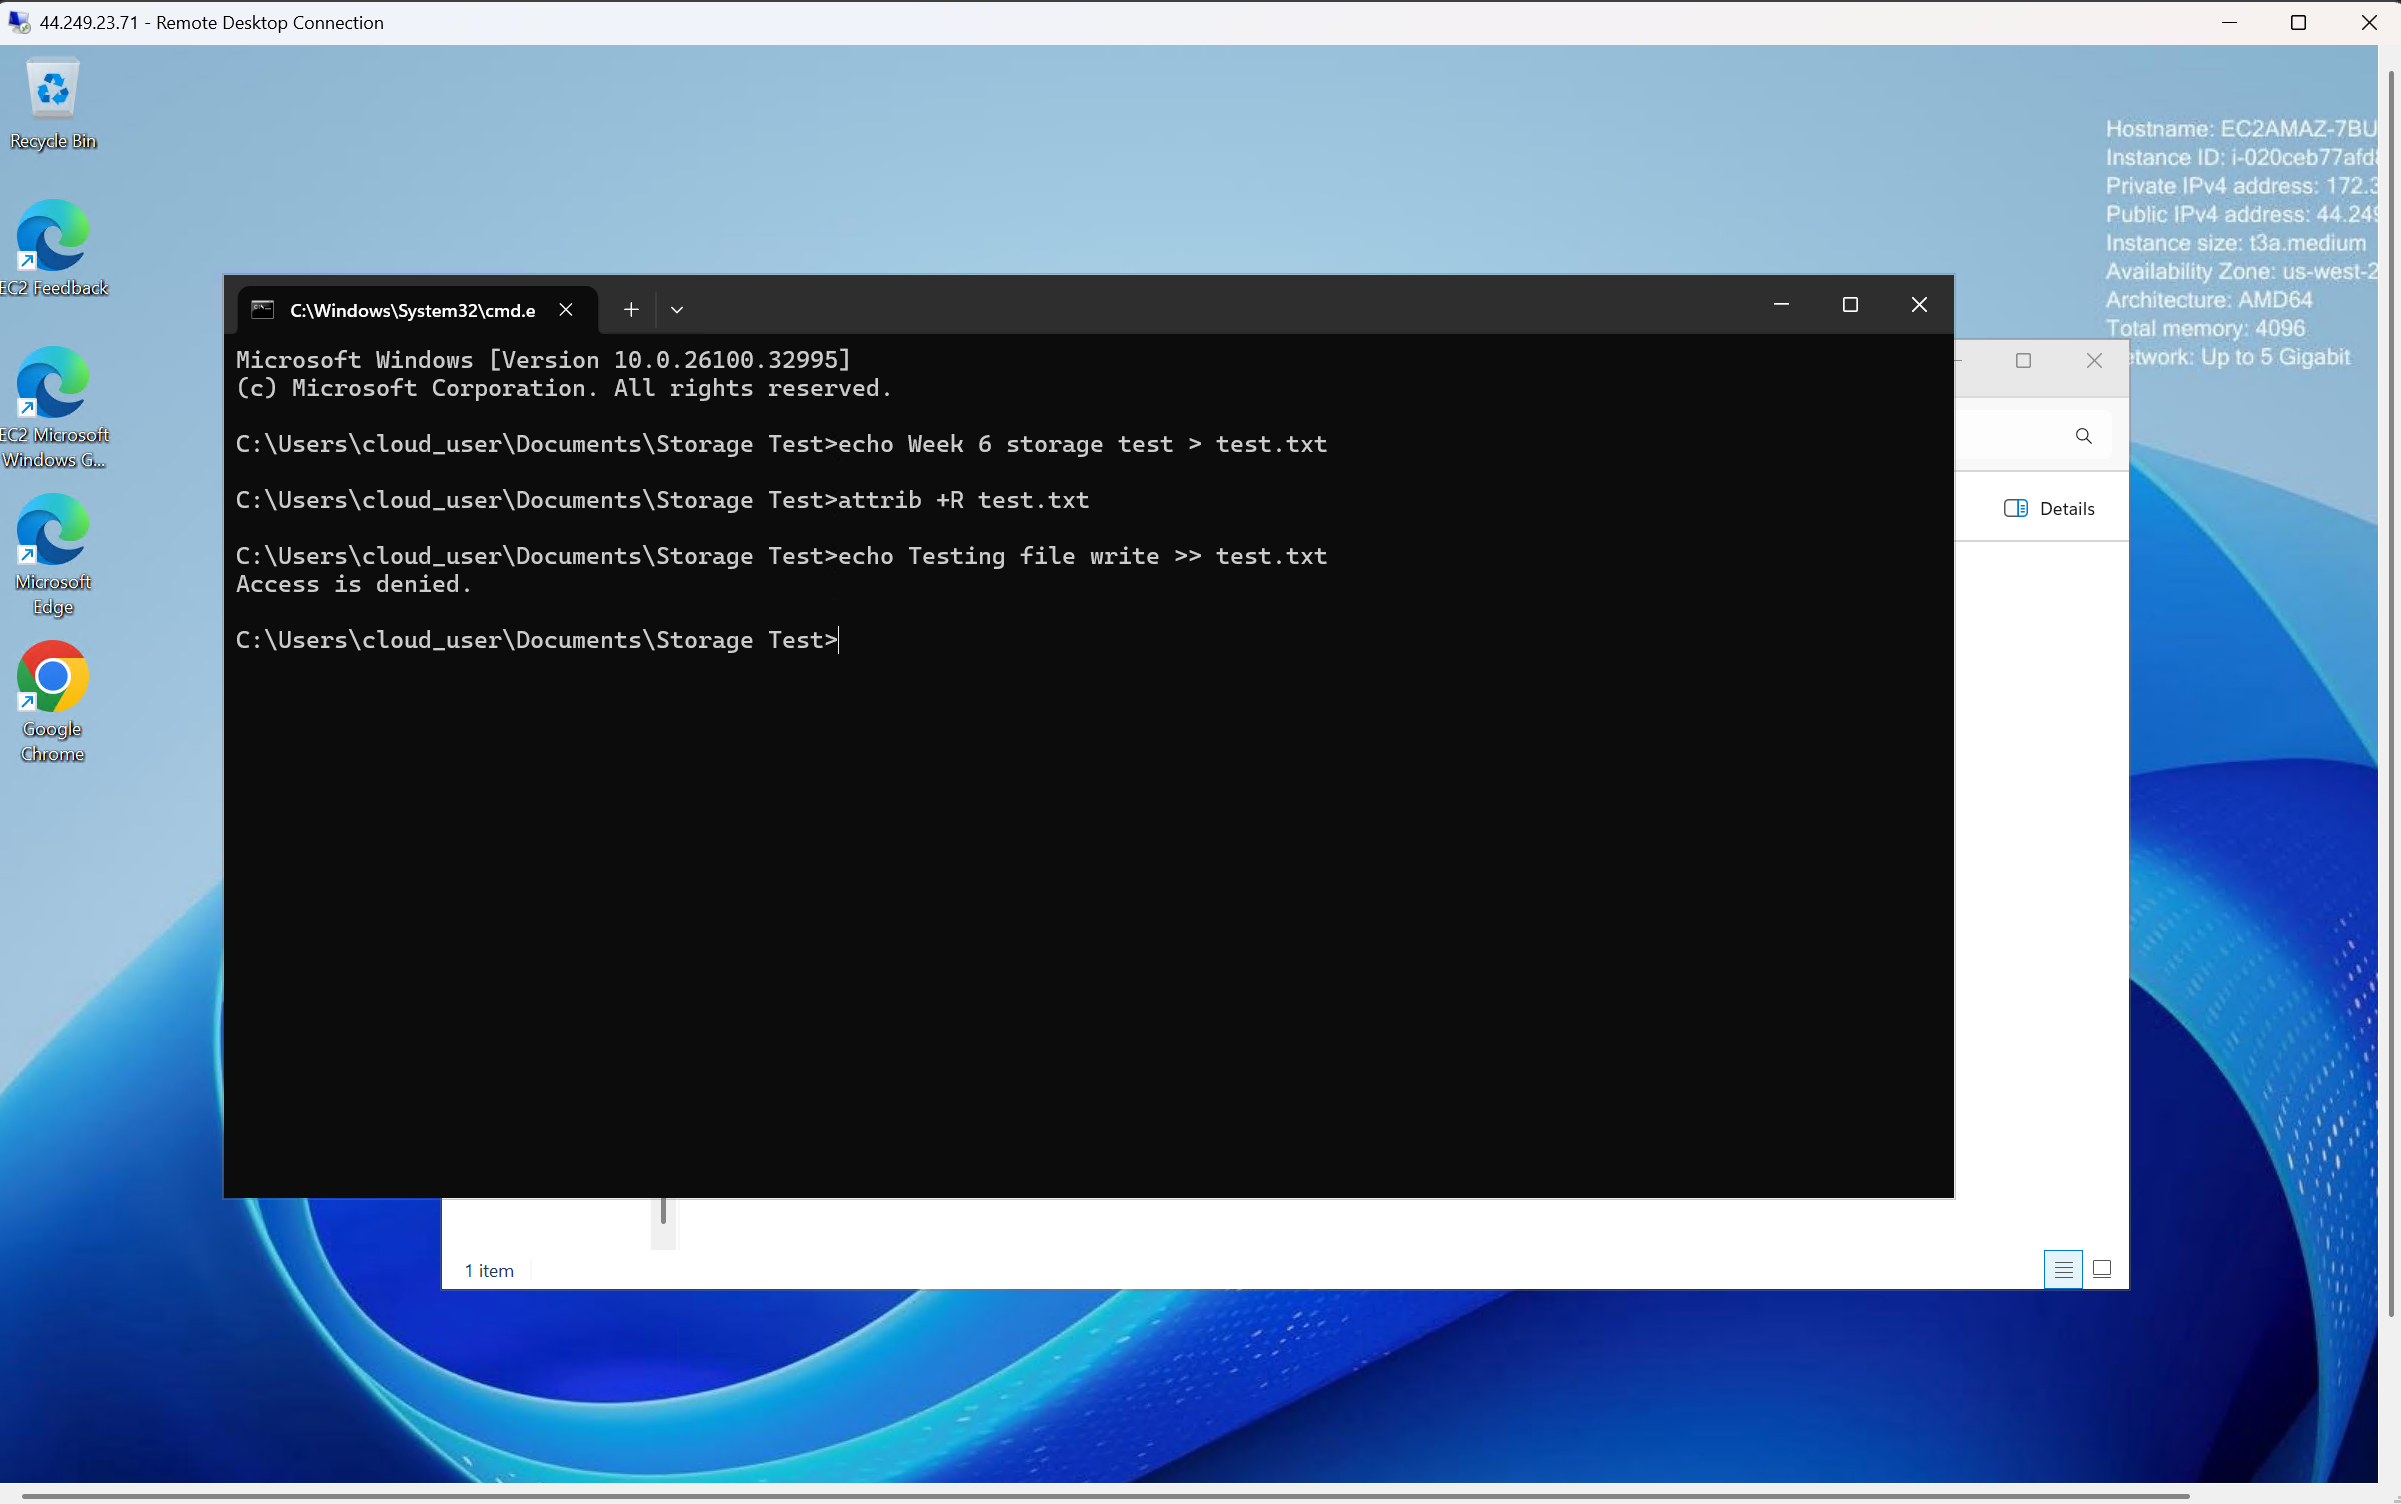 44.249.23.71 - Remote Desktop Connection
Recycle Bin
EC2 Feedback
EC2 Microsoft
Windows G...
Microsoft
Edge
Google
Chrome
Hostname: EC2AMAZ-7BU
Instance ID: i-020ceb77afd
Private IPv4 address: 172.3
Public IPv4 address: 44.249
Instance size: t3a.medium
Availability Zone: us-west-2
Architecture: AMD64
Total memory: 4096
etwork: Up to 5 Gigabit
C:\Windows\System32\cmd.e
Microsoft Windows [Version 10.0.26100.32995]
(c) Microsoft Corporation. All rights reserved.
C:\Users\cloud_user\Documents\Storage Test>echo Week 6 storage test > test.txt
C:\Users\cloud_user\Documents\Storage Test>attrib +R test.txt
C:\Users\cloud_user\Documents\Storage Test>echo Testing file write >> test.txt
Access is denied.
C:\Users\cloud_user\Documents\Storage Test>
Details
1 item